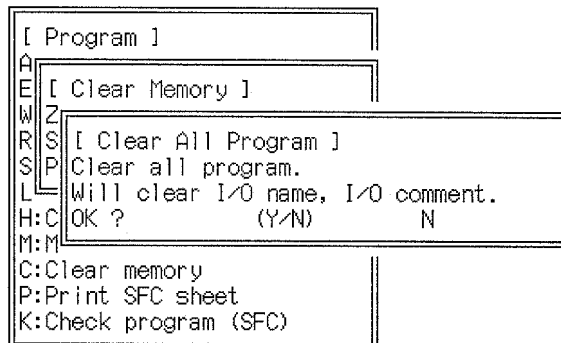 [ Program ]
A
E [ Clear Memory ]
W Z
R S [ Clear All Program ]
S P Clear all program.
L Will clear I/O name, I/O comment.
H:C OK ? (Y/N) N
M:M
C:Clear memory
P:Print SFC sheet
K:Check program (SFC)